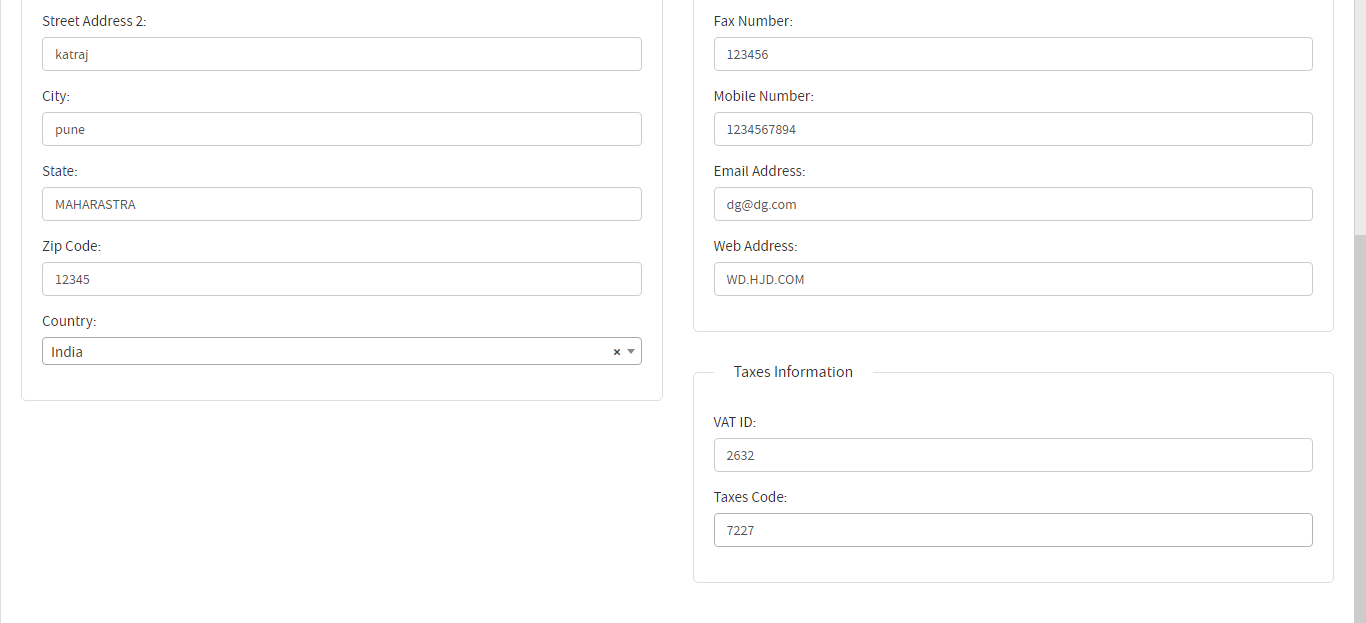 Street Address 2:
katraj
City:
pune
State:
MAHARASTRA
Zip Code:
12345
Country:
India
×
Fax Number:
123456
Mobile Number:
1234567894
Email Address:
dg@dg.com
Web Address:
WD.HJD.COM
Taxes Information
VAT ID:
2632
Taxes Code:
7227